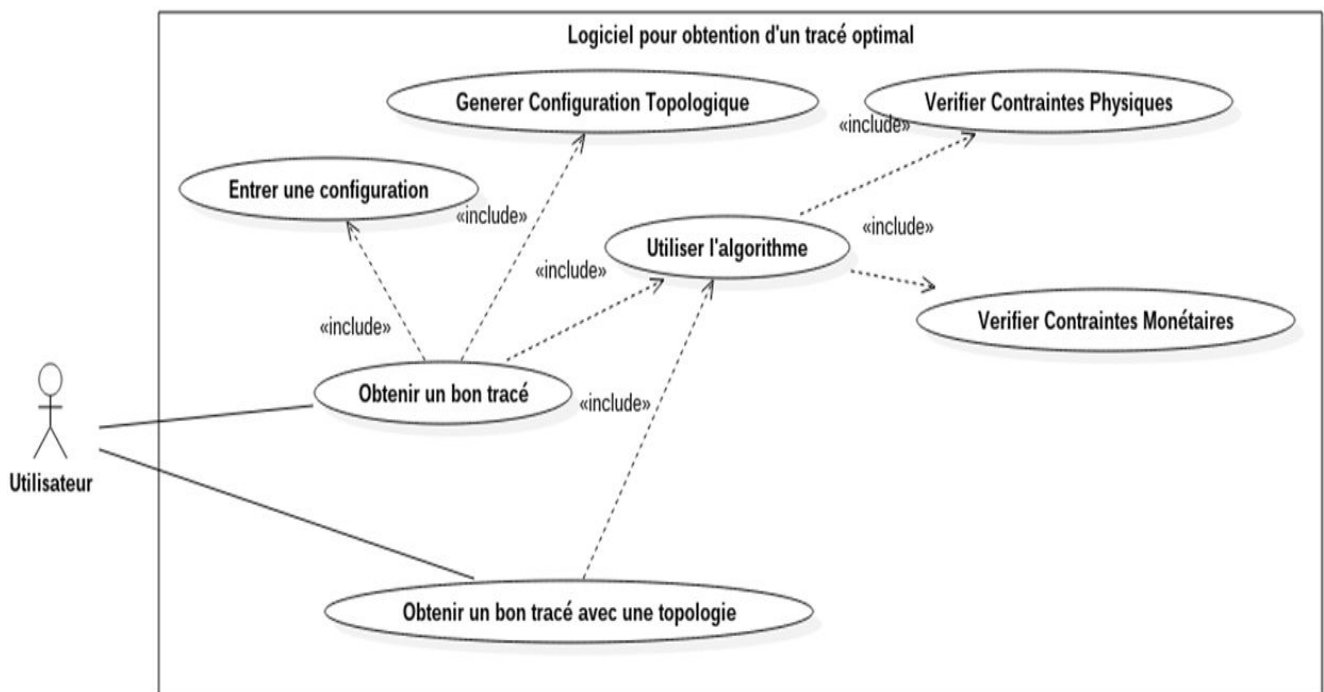 Logiciel pour obtention d'un tracé optimal
Generer Configuration Topologique
Verifier Contraintes Physiques
«include»
Entrer une configuration
«include»
Utiliser l'algorithme
«include»
«include»
Verifier Contraintes Monétaires
«include»
Obtenir un bon tracé
«include»
Utilisateur
Obtenir un bon tracé avec une topologie